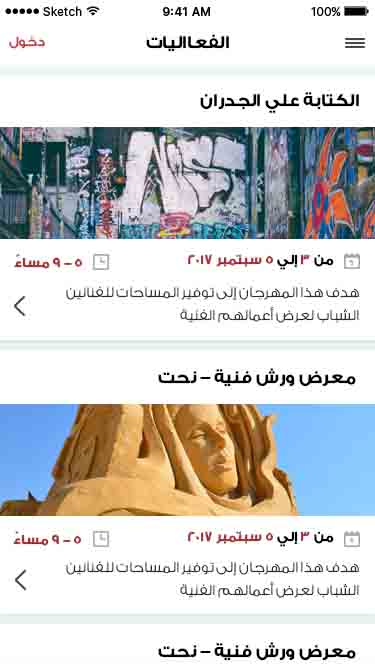 Sketch 9:41 AM 100%
الفعااليات دخول
الكتابة علي الجدران
من ٣ إلي ٥ سبتمبر ٢٠١٧ ٥ - ٩ مساءً
هدف هذا المهرجان إلى توفير المساحات للفنانين
الشباب لعرض أعمالهم الفنية
معرض ورش فنية – نحت
من ٣ إلي ٥ سبتمبر ٢٠١٧ ٥ - ٩ مساءً
هدف هذا المهرجان إلى توفير المساحات للفنانين
الشباب لعرض أعمالهم الفنية
معرض ورش فنية – نحت